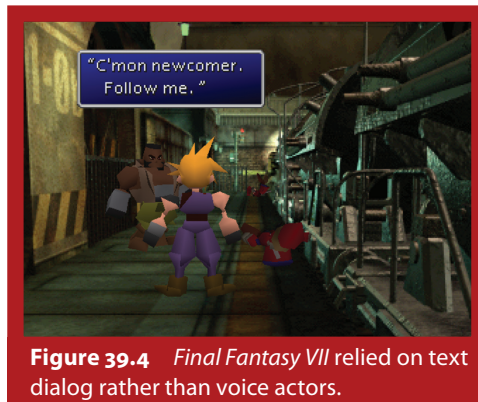 "C'mon newcomer.
Follow me."
Figure 39.4 Final Fantasy VII relied on text
dialog rather than voice actors.